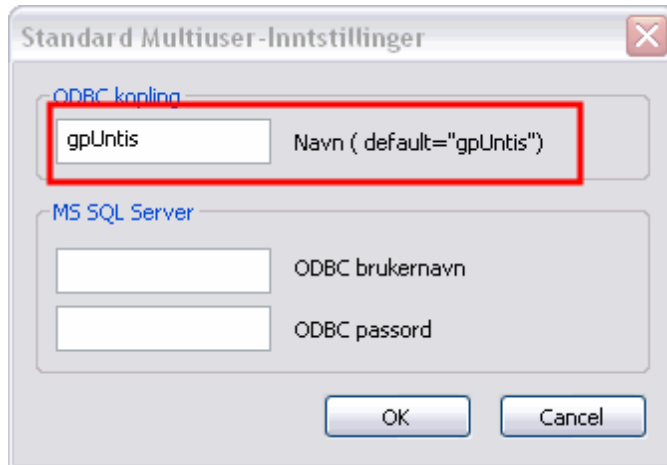 Standard Multiuser-Inntstillinger
ODBC kopling
gpUntis Navn ( default="gpUntis")
MS SQL Server
ODBC brukernavn
ODBC passord
OK Cancel